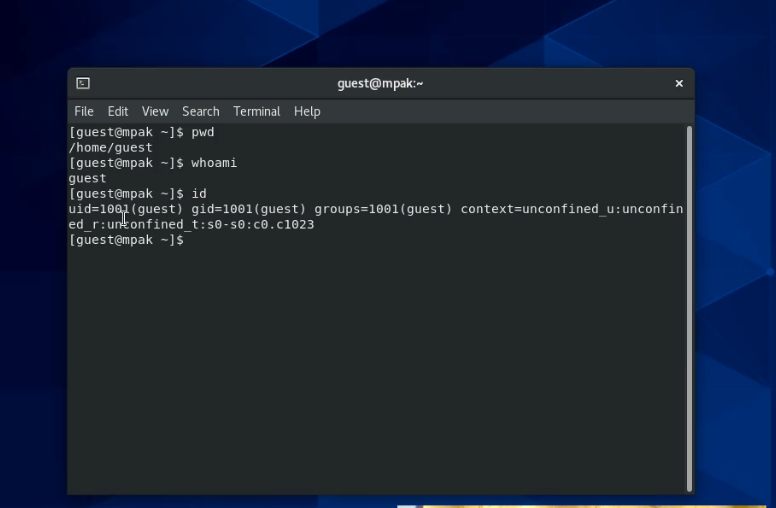 guest@mpak:~
File Edit View Search Terminal Help
[guest@mpak ~]$ pwd
/home/guest
[guest@mpak ~]$ whoami
guest
[guest@mpak ~]$ id
uid=1001(guest) gid=1001(guest) groups=1001(guest) context=unconfined_u:unconfin
ed_r:unconfined_t:s0-s0:c0.c1023
[guest@mpak ~]$